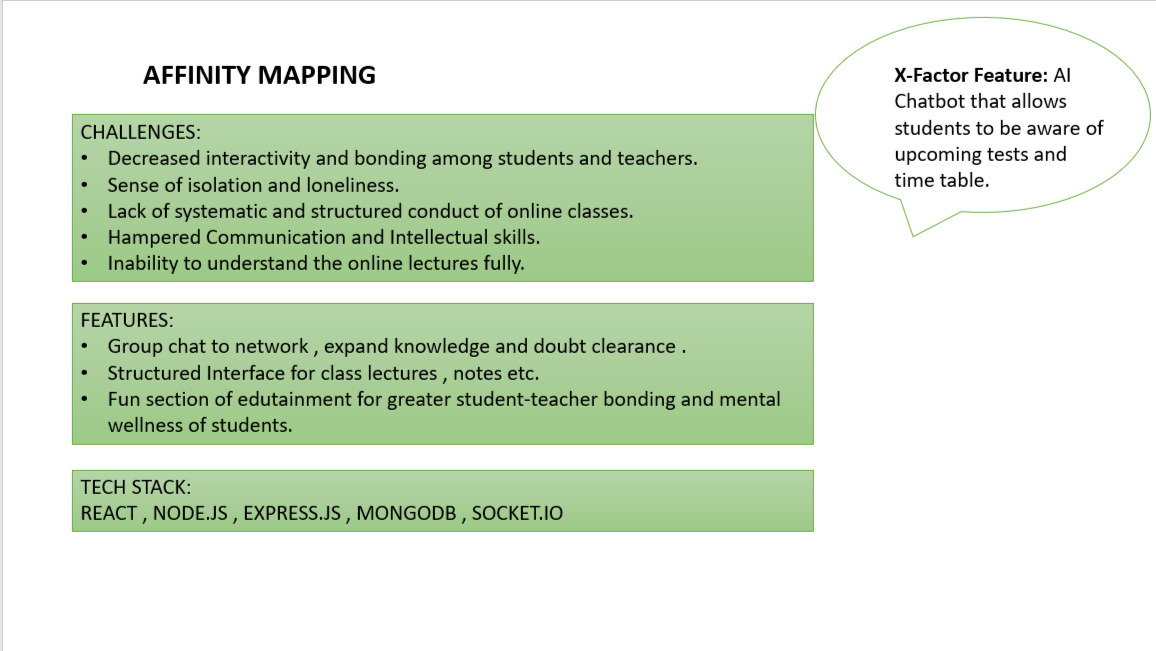 AFFINITY MAPPING
CHALLENGES:
• Decreased interactivity and bonding among students and teachers.
• Sense of isolation and loneliness.
• Lack of systematic and structured conduct of online classes.
• Hampered Communication and Intellectual skills.
• Inability to understand the online lectures fully.
FEATURES:
• Group chat to network , expand knowledge and doubt clearance .
• Structured Interface for class lectures , notes etc.
• Fun section of edutainment for greater student-teacher bonding and mental
wellness of students.
TECH STACK:
REACT , NODE.JS , EXPRESS.JS , MONGODB , SOCKET.IO
X-Factor Feature: AI
Chatbot that allows
students to be aware of
upcoming tests and
time table.